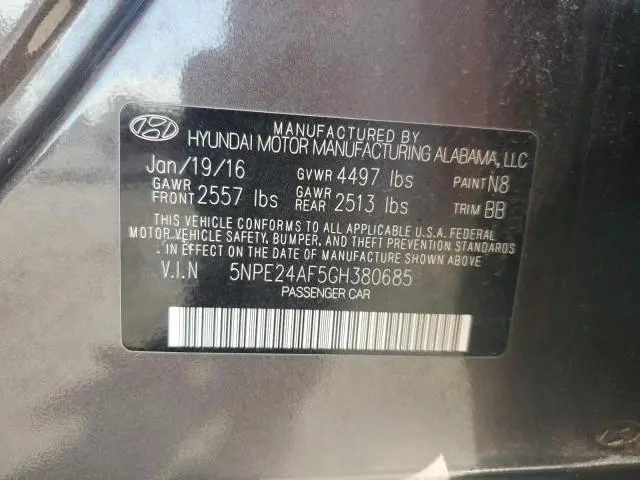 MANUFACTURED BY
HYUNDAI MOTOR MANUFACTURING ALABAMA, LLC
Jan/19/16 GVWR 4497 lbs PAINT N8
GAWR FRONT 2557 lbs GAWR REAR 2513 lbs TRIM BB
THIS VEHICLE CONFORMS TO ALL APPLICABLE U.S.A. FEDERAL
MOTOR VEHICLE SAFETY, BUMPER, AND THEFT PREVENTION STANDARDS
IN EFFECT ON THE DATE OF MANUFACTURE SHOWN ABOVE.
V.I.N 5NPE24AF5GH380685
PASSENGER CAR